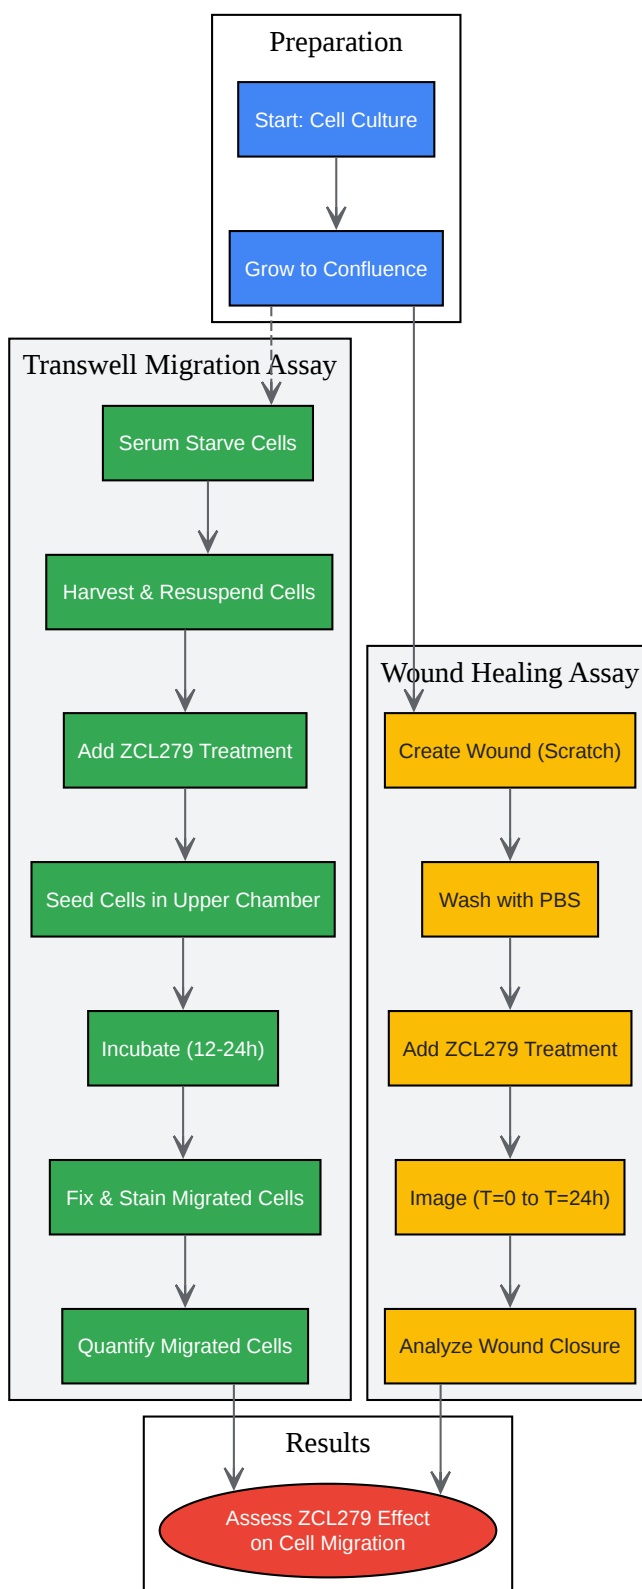 Preparation
Start: Cell Culture
Grow to Confluence
Transwell Migration Assay
Serum Starve Cells
Harvest & Resuspend Cells
Add ZCL279 Treatment
Seed Cells in Upper Chamber
Incubate (12-24h)
Fix & Stain Migrated Cells
Quantify Migrated Cells
Wound Healing Assay
Create Wound (Scratch)
Wash with PBS
Add ZCL279 Treatment
Image (T=0 to T=24h)
Analyze Wound Closure
Results
Assess ZCL279 Effect
on Cell Migration